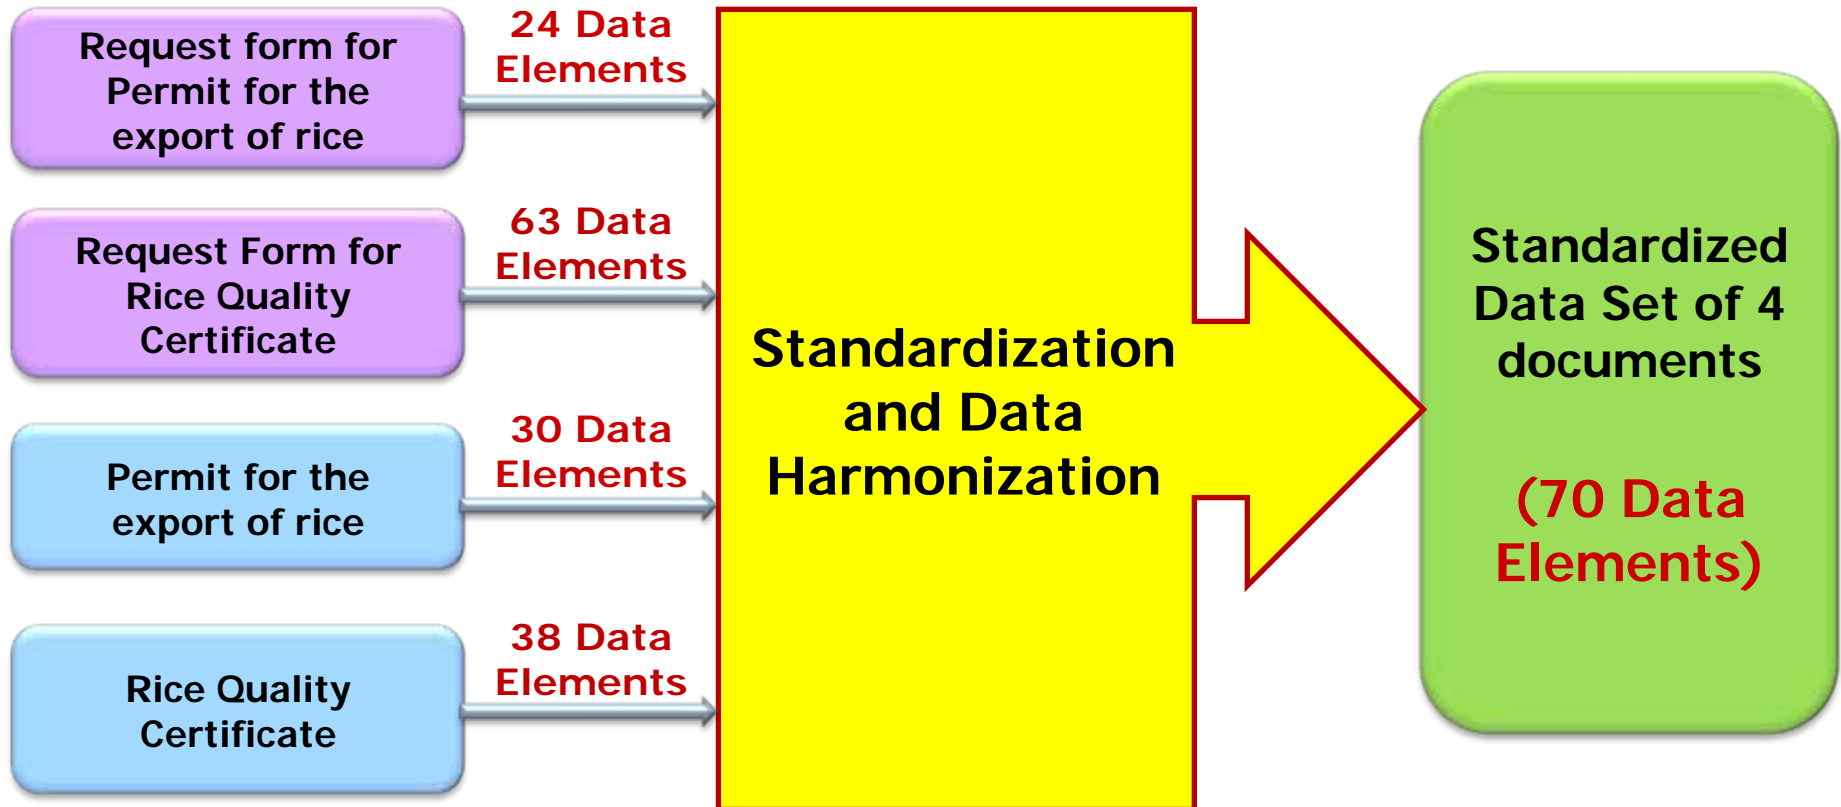 Request form for
Permit for the
export of rice
24 Data
Elements
Request Form for
Rice Quality
Certificate
63 Data
Elements
Permit for the
export of rice
30 Data
Elements
Rice Quality
Certificate
38 Data
Elements
Standardization
and Data
Harmonization
Standardized
Data Set of 4
documents
(70 Data
Elements)